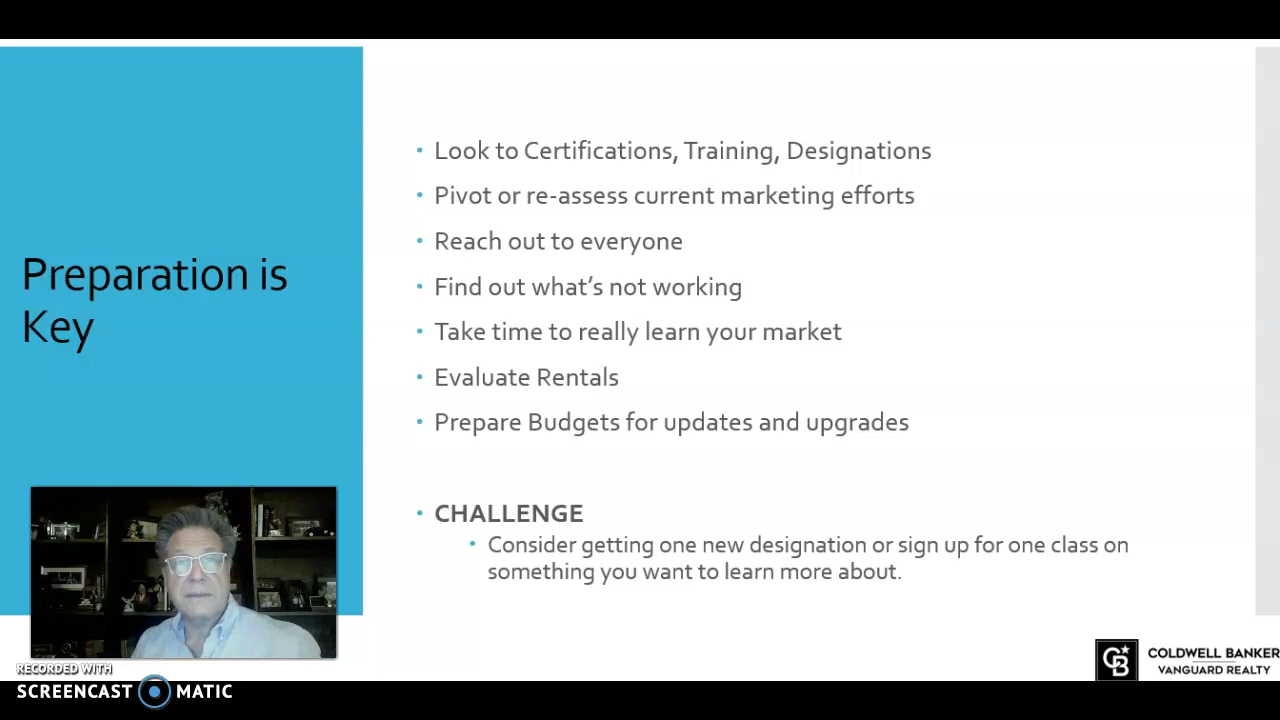 Preparation is
Key
• Look to Certifications, Training, Designations
• Pivot or re-assess current marketing efforts
• Reach out to everyone
• Find out what's not working
• Take time to really learn your market
• Evaluate Rentals
• Prepare Budgets for updates and upgrades
• CHALLENGE
• Consider getting one new designation or sign up for one class on
something you want to learn more about.
RECORDED WITH
SCREENCAST MATIC
CB
COLDWELL BANKER
VANGUARD REALTY